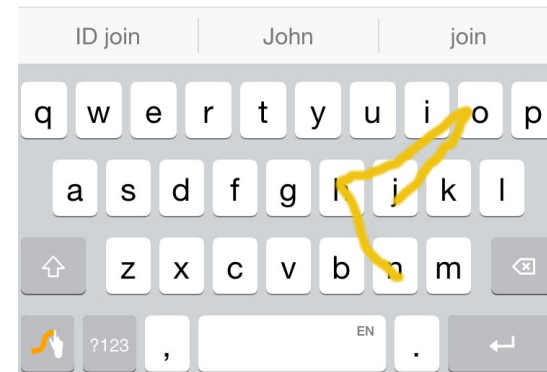 ID join John join
q w e r t y u i o p
a s d f g h j k l
z x c v b n m
?123 , EN .